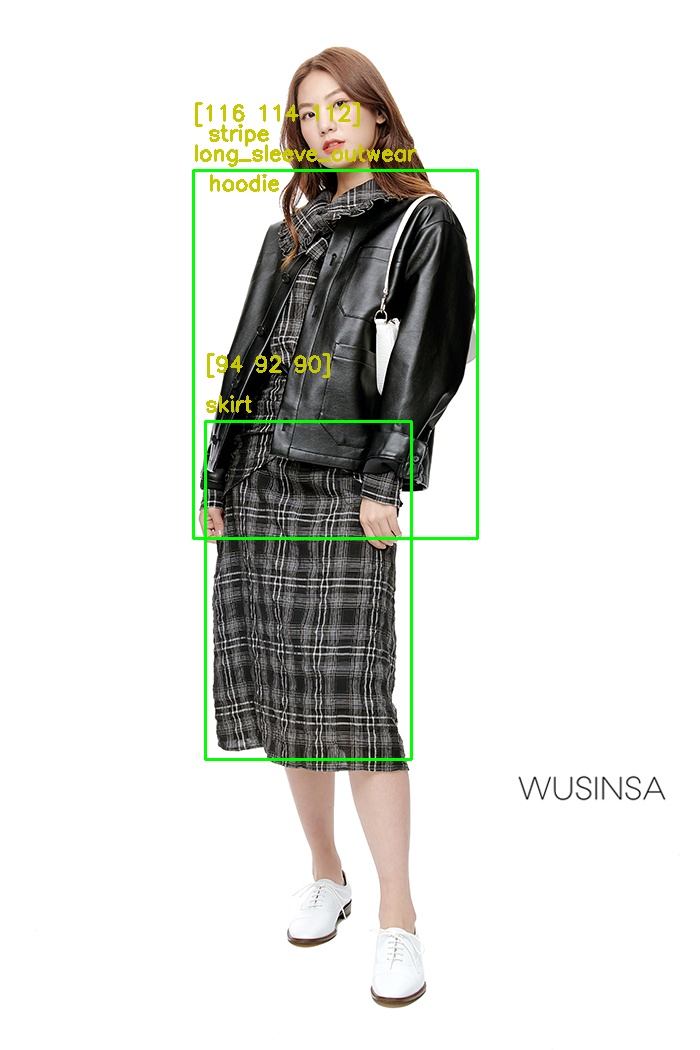 [116 114 112]
stripe
long_sleeve_outwear
hoodie
[94 92 90]
skirt
WUSINSA